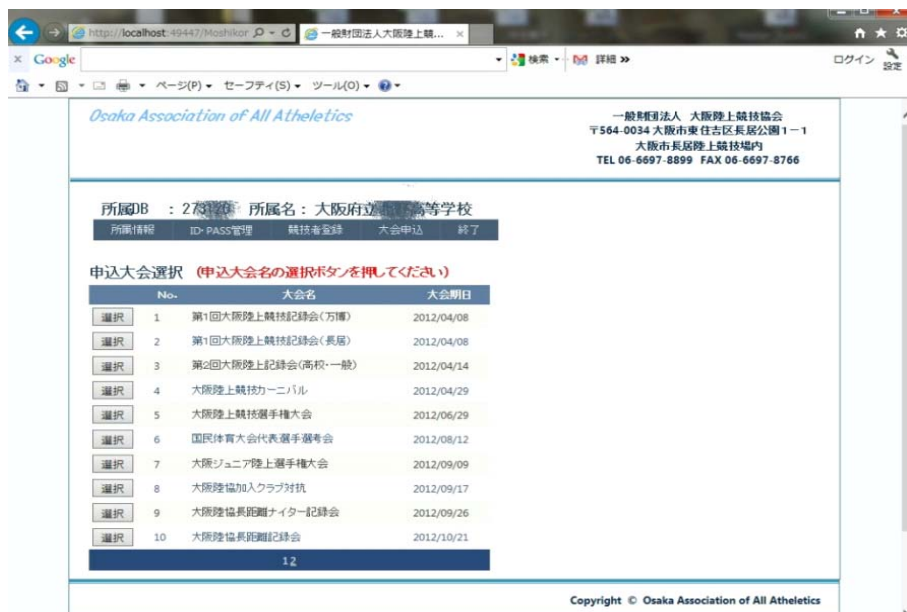 http://localhost:49447/Moshikor
一般財団法人大阪陸上競...
× Google
検索
詳細 »
ログイン
設定
ページ(P) セーフティ(S) ツール(O)
Osaka Association of All Atheletics
一般財団法人 大阪陸上競技協会
〒564-0034 大阪市東住吉区長居公園1-1
大阪市長居陸上競技場内
TEL 06-6697-8899 FAX 06-6697-8766
所属DB : 所属名 : 大阪府立 高等学校
所属情報 ID・PASS管理 競技者登録 大会申込 終了
申込大会選択 (申込大会名の選択ボタンを押してください)
No. 大会名 大会期日
選択 1 第1回大阪陸上競技記録会(万博) 2012/04/08
選択 2 第1回大阪陸上競技記録会(長居) 2012/04/08
選択 3 第2回大阪陸上記録会(高校・一般) 2012/04/14
選択 4 大阪陸上競技カーニバル 2012/04/29
選択 5 大阪陸上競技選手権大会 2012/06/29
選択 6 国民体育大会代表選手選考会 2012/08/12
選択 7 大阪ジュニア陸上選手権大会 2012/09/09
選択 8 大阪陸協加入クラブ対抗 2012/09/17
選択 9 大阪陸協長距離ナイター記録会 2012/09/26
選択 10 大阪陸協長距離記録会 2012/10/21
1 2
Copyright © Osaka Association of All Atheletics